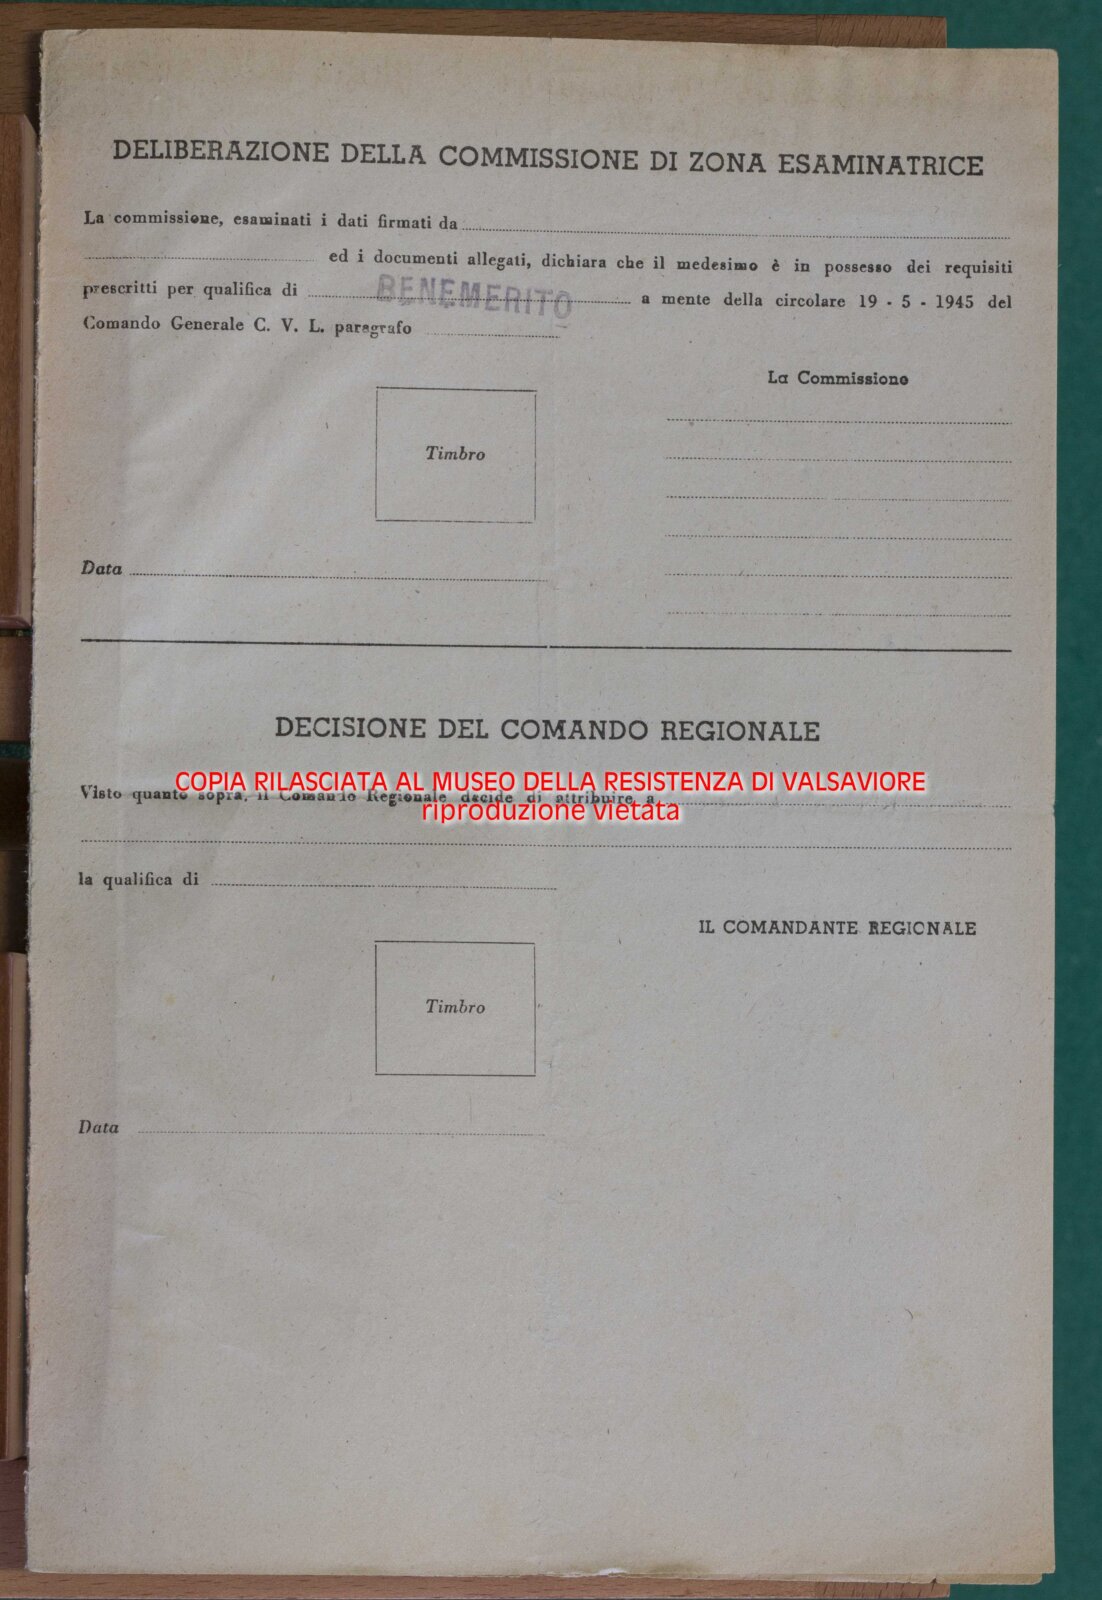 DELIBERAZIONE DELLA COMMISSIONE DI ZONA ESAMINATRICE
La commissione, esaminati i dati firmati da
ed i documenti allegati, dichiara che il medesimo è in possesso dei requisiti
prescritti per qualifica di BENEMERITO a mente della circolare 19 - 5 - 1945 del
Comando Generale C. V. L. paragrafo
La Commissione
Timbro
Data
DECISIONE DEL COMANDO REGIONALE
COPIA RILASCIATA AL MUSEO DELLA RESISTENZA DI VALSAVIORE
Visto quanto sopra, il Comando Regionale decide di attribuire a
riproduzione vietata
la qualifica di
IL COMANDANTE REGIONALE
Timbro
Data